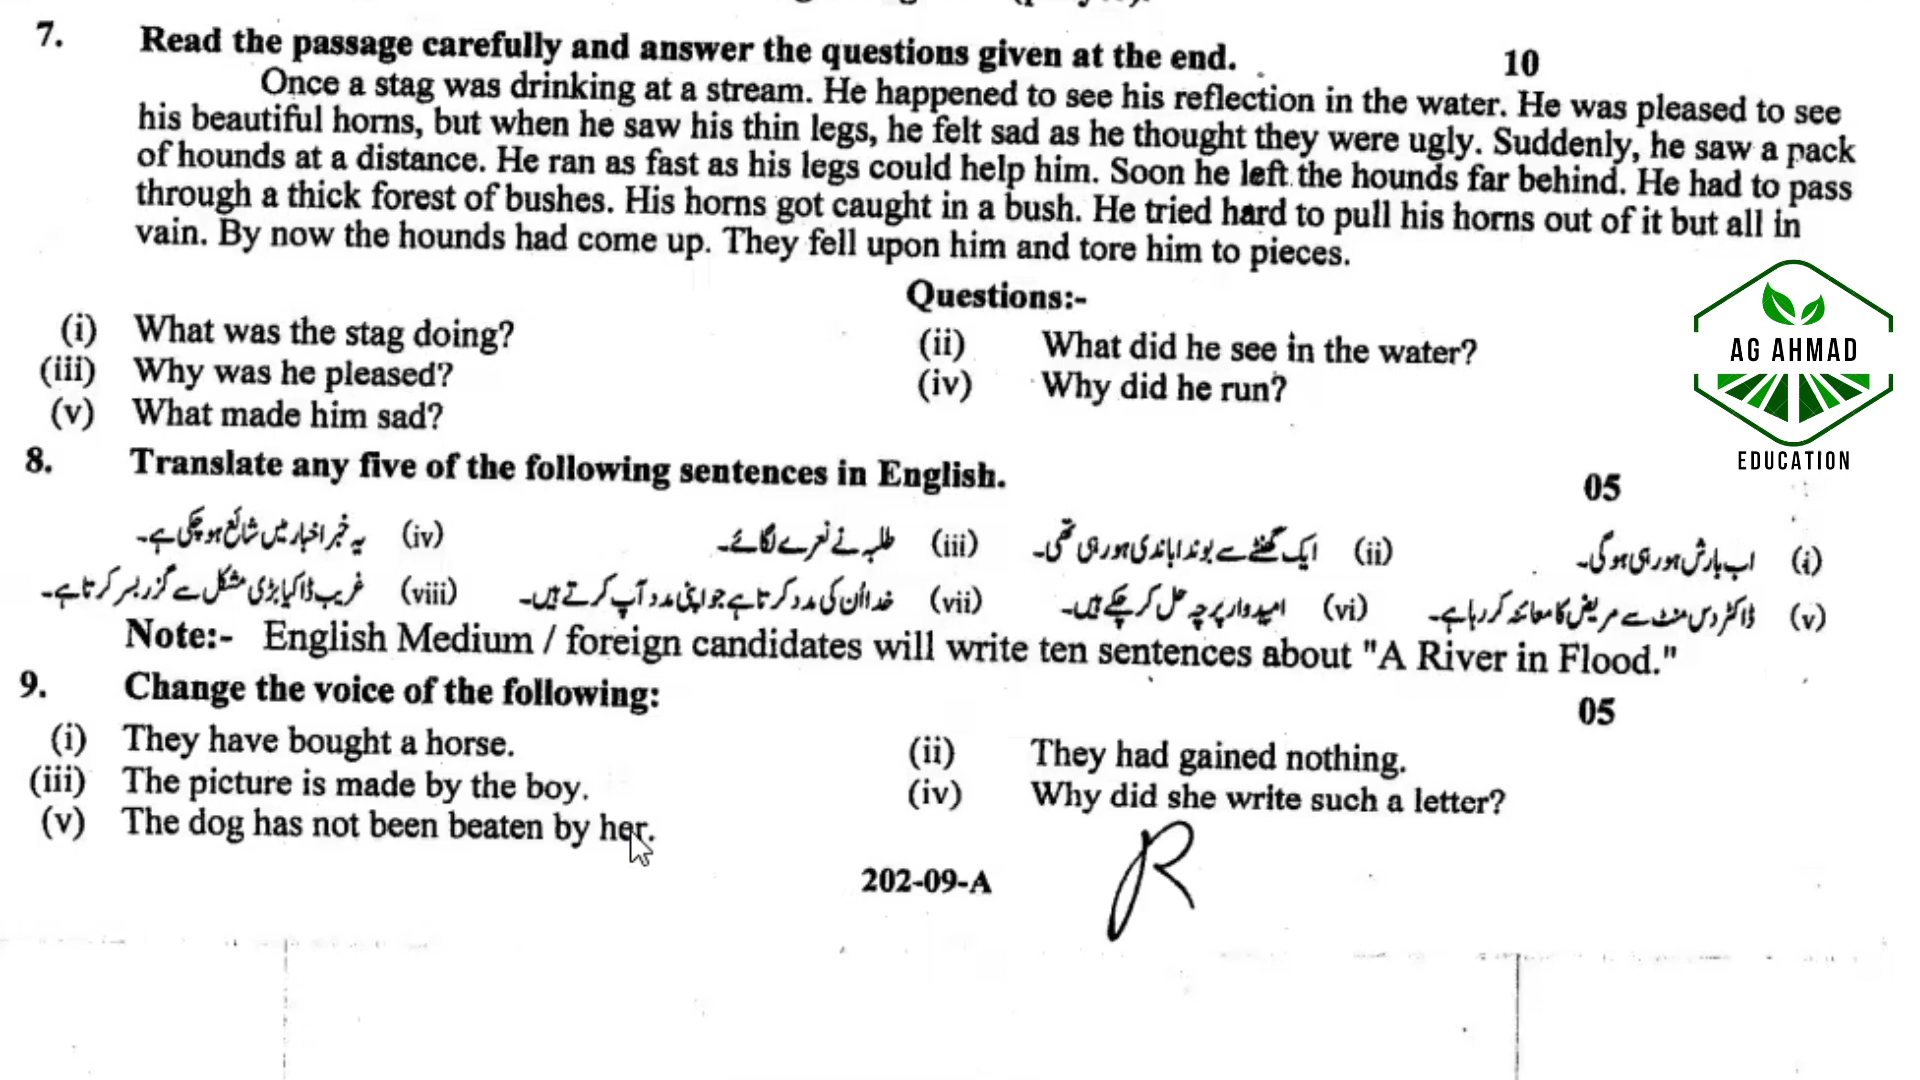 7. Read the passage carefully and answer the questions given at the end. 10
Once a stag was drinking at a stream. He happened to see his reflection in the water. He was pleased to see
his beautiful horns, but when he saw his thin legs, he felt sad as he thought they were ugly. Suddenly, he saw a pack
of hounds at a distance. He ran as fast as his legs could help him. Soon he left the hounds far behind. He had to pass
through a thick forest of bushes. His horns got caught in a bush. He tried hard to pull his horns out of it but all in
vain. By now the hounds had come up. They fell upon him and tore him to pieces.
Questions:-
(i) What was the stag doing? (ii) What did he see in the water?
(iii) Why was he pleased? (iv) Why did he run?
(v) What made him sad?
AG AHMAD
EDUCATION
8. Translate any five of the following sentences in English. 05
(i) اب بارش ہو رہی ہو گی۔ (ii) ایک گھنٹے سے بوندا باندی ہو رہی تھی۔ (iii) طلبہ نے نعرے لگائے۔ (iv) یہ خبر اخبار میں شائع ہو چکی ہے۔
(v) ڈاکٹر دس منٹ سے مریض کا معائنہ کر رہا ہے۔ (vi) امیدوار پرچہ حل کر چکے ہیں۔ (vii) خدا اُن کی مدد کرتا ہے جو اپنی مدد آپ کرتے ہیں۔ (viii) غریب ڈاکیا بڑی مشکل سے گزر بسر کرتا ہے۔
Note:- English Medium / foreign candidates will write ten sentences about "A River in Flood."
9. Change the voice of the following: 05
(i) They have bought a horse. (ii) They had gained nothing.
(iii) The picture is made by the boy. (iv) Why did she write such a letter?
(v) The dog has not been beaten by her.
202-09-A
R